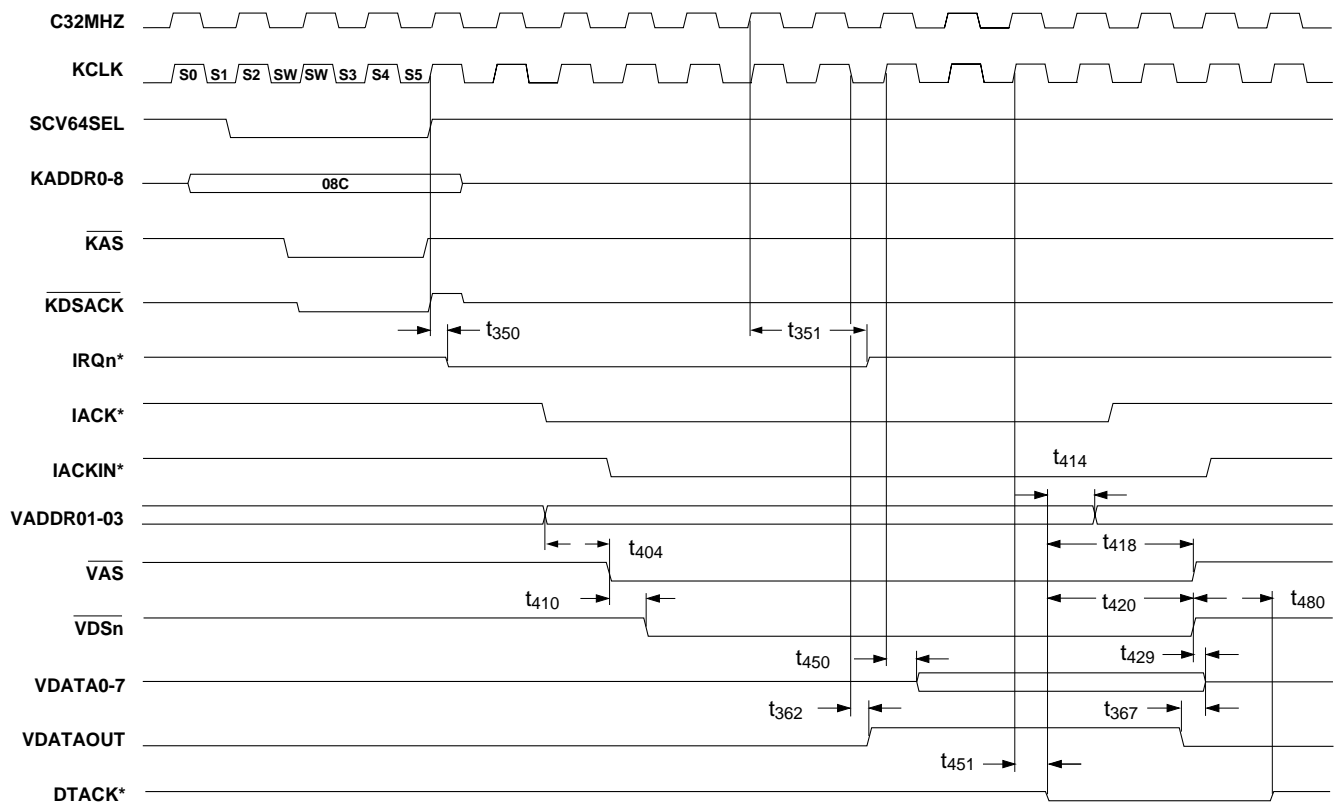 C32MHZ
KCLK S0 S1 S2 SW SW S3 S4 S5
SCV64SEL
KADDR0-8 08C
KAS
KDSACK
t350 t351
IRQn*
IACK*
IACKIN*
t414
VADDR01-03
t404 t418
VAS
t410 t420 t480
VDSn
t450 t429
VDATA0-7
t362 t367
VDATAOUT
t451
DTACK*